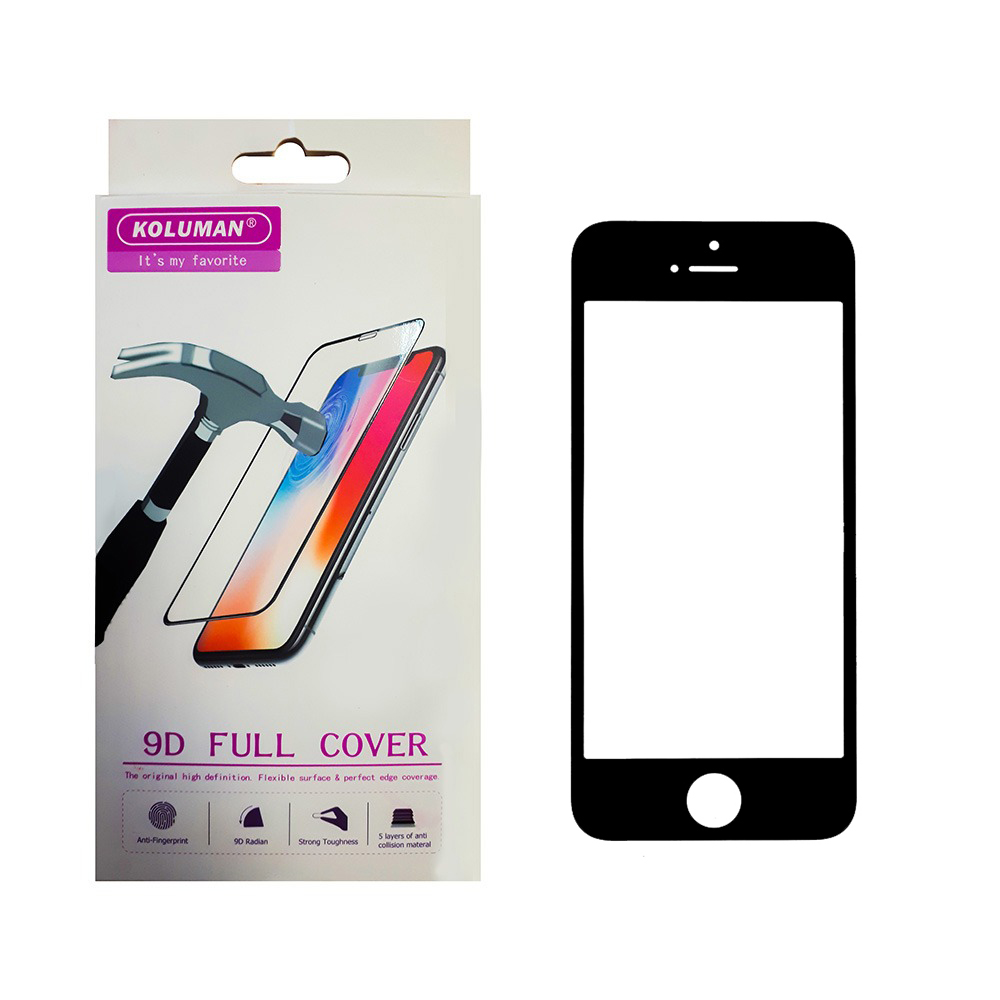 KOLUMAN®
It's my favorite
9D FULL COVER
The original high definition. Flexible surface & perfect edge coverage
Anti-Fingerprint
9D Radian
Strong Toughness
5 layers of anti
collision materal